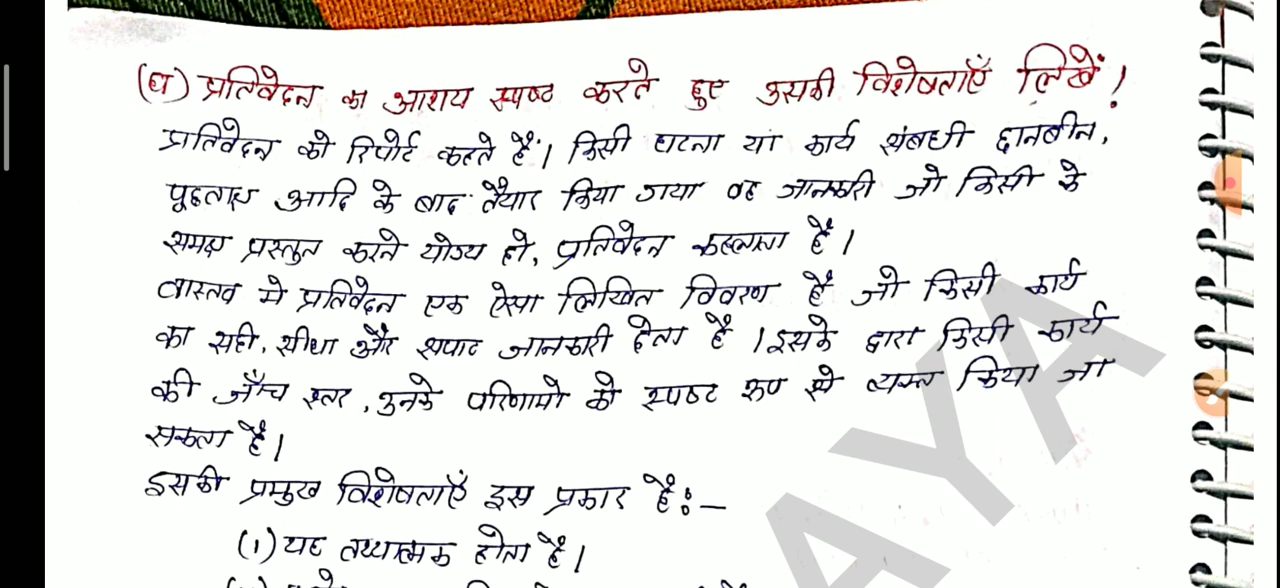 (घ) प्रतिवेदन का आशय स्पष्ट करते हुए उसकी विशेषताएँ लिखें!
प्रतिवेदन को रिपोर्ट कहते हैं। किसी घटना या कार्य संबधी छानबीन,
पूछताछ आदि के बाद तैयार किया गया वह जानकारी जो किसी के
समक्ष प्रस्तुत करने योग्य हो, प्रतिवेदन कहलाता है।
वास्तव मे प्रतिवेदन एक ऐसा लिखित विवरण है जो किसी कार्य
का सही, सीधा और सपाट जानकारी देता है। इसके द्वारा किसी कार्य
की जाँच स्तर, उनके परिणामो को स्पष्ट रूप से व्यक्त किया जा
सकता है।
इसकी प्रमुख विशेषताएँ इस प्रकार है:—
(1) यह तथ्यात्मक होता है।
AYA